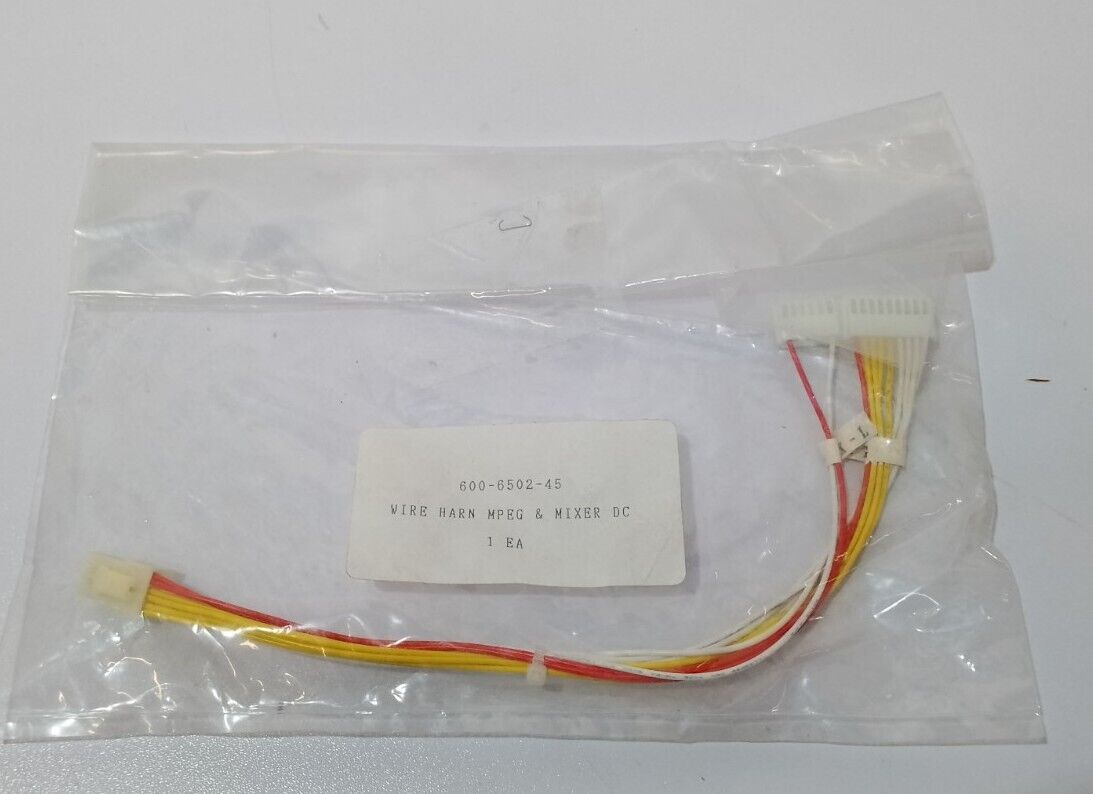 600-6502-45
WIRE HARN MPEG & MIXER DC
1 EA
- L